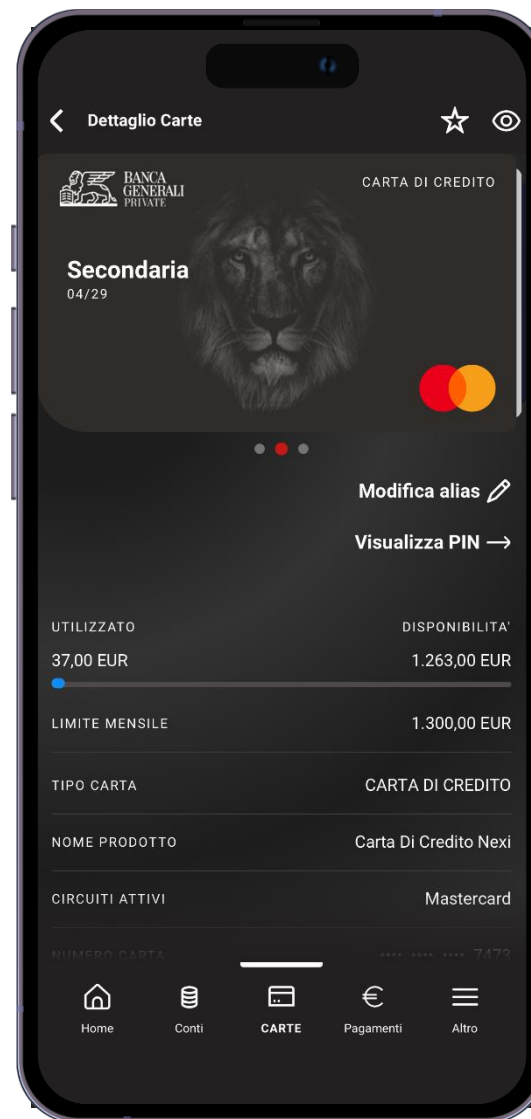 Dettaglio Carte
BANCA
GENERALI
PRIVATE
CARTA DI CREDITO
Secondaria
04/29
Modifica alias
Visualizza PIN
UTILIZZATO DISPONIBILITA'
37,00 EUR 1.263,00 EUR
LIMITE MENSILE 1.300,00 EUR
TIPO CARTA CARTA DI CREDITO
NOME PRODOTTO Carta Di Credito Nexi
CIRCUITI ATTIVI Mastercard
NUMERO CARTA •••• •••• •••• 7473
Home Conti CARTE Pagamenti Altro